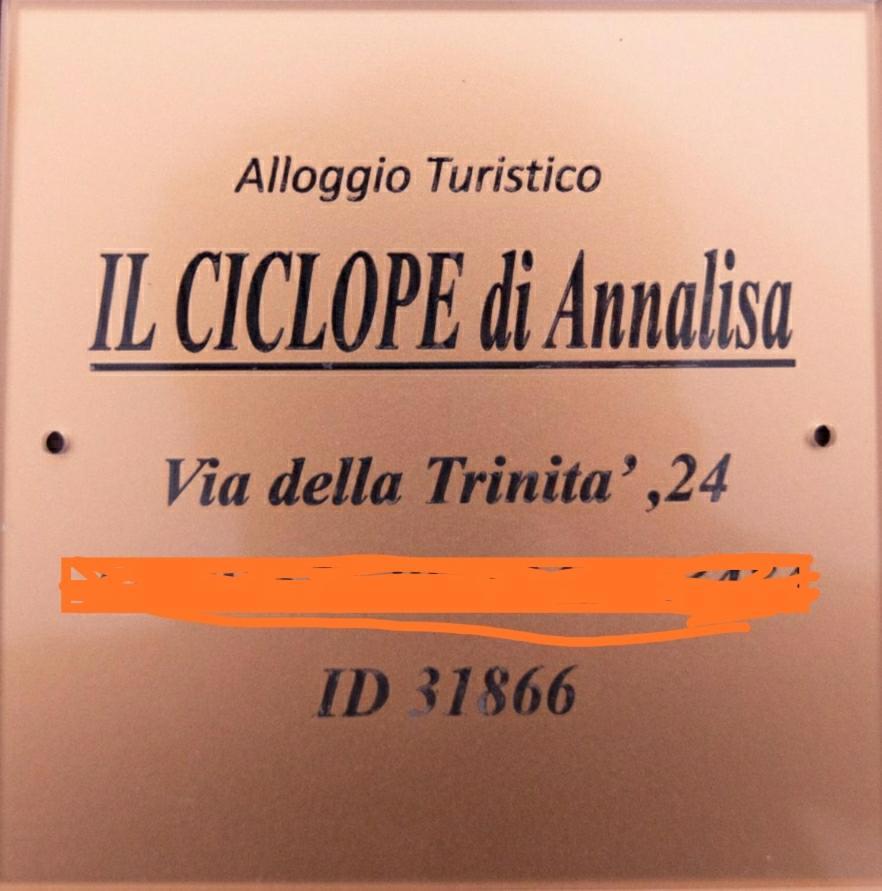 Alloggio Turistico
IL CICLOPE di Annalisa
Via della Trinita’ ,24
ID 31866